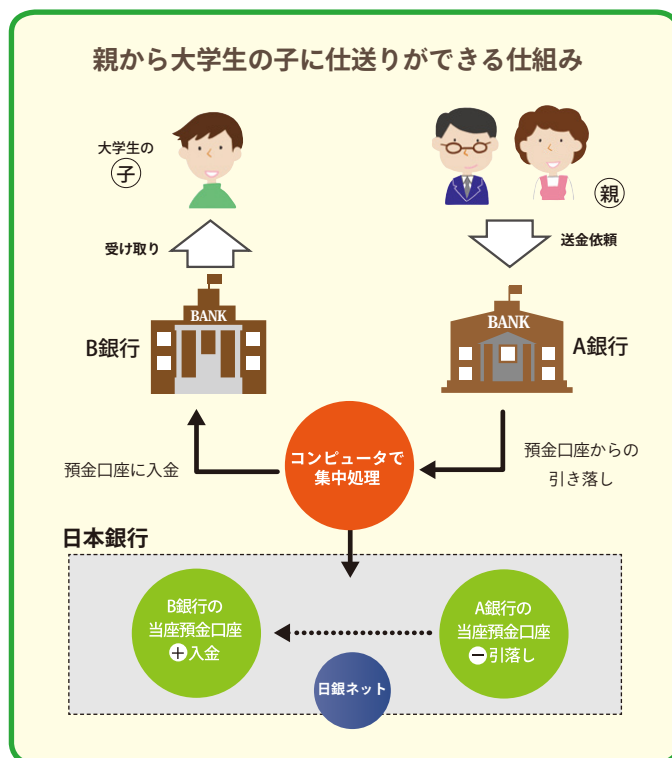 親から大学生の子に仕送りができる仕組み
大学生の
子
親
受け取り
送金依頼
BANK
BANK
B銀行
A銀行
コンピュータで
集中処理
預金口座に入金
預金口座からの
引き落し
日本銀行
B銀行の
当座預金口座
+入金
A銀行の
当座預金口座
−引落し
日銀ネット